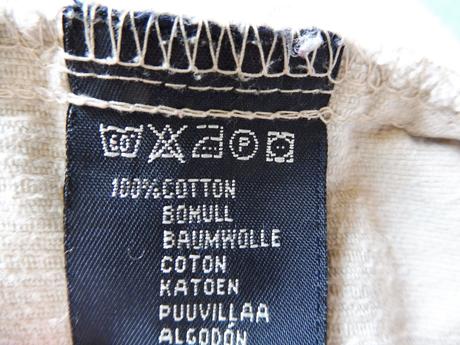 60 P
100% COTTON
BOMULL
BAUMWOLLE
COTON
KATOEN
PUUVILLAA
ALGODÓN